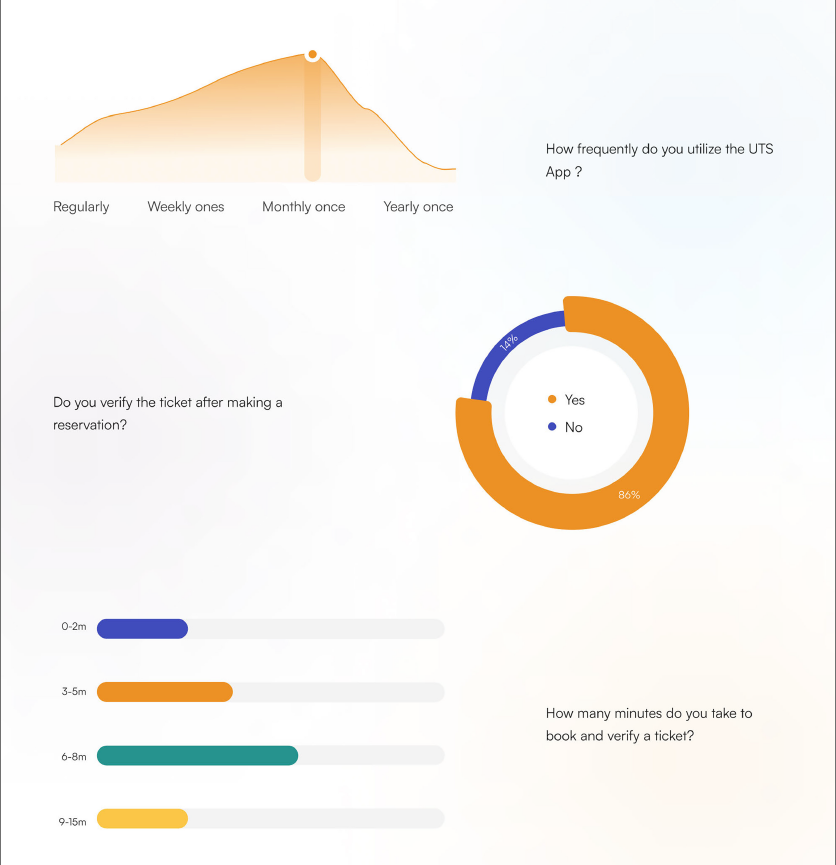 How frequently do you utilize the UTS
App ?
Regularly
Weekly ones
Monthly once
Yearly once
14%
Do you verify the ticket after making a
reservation?
Yes
No
86%
0-2m
3-5m
6-8m
9-15m
How many minutes do you take to
book and verify a ticket?